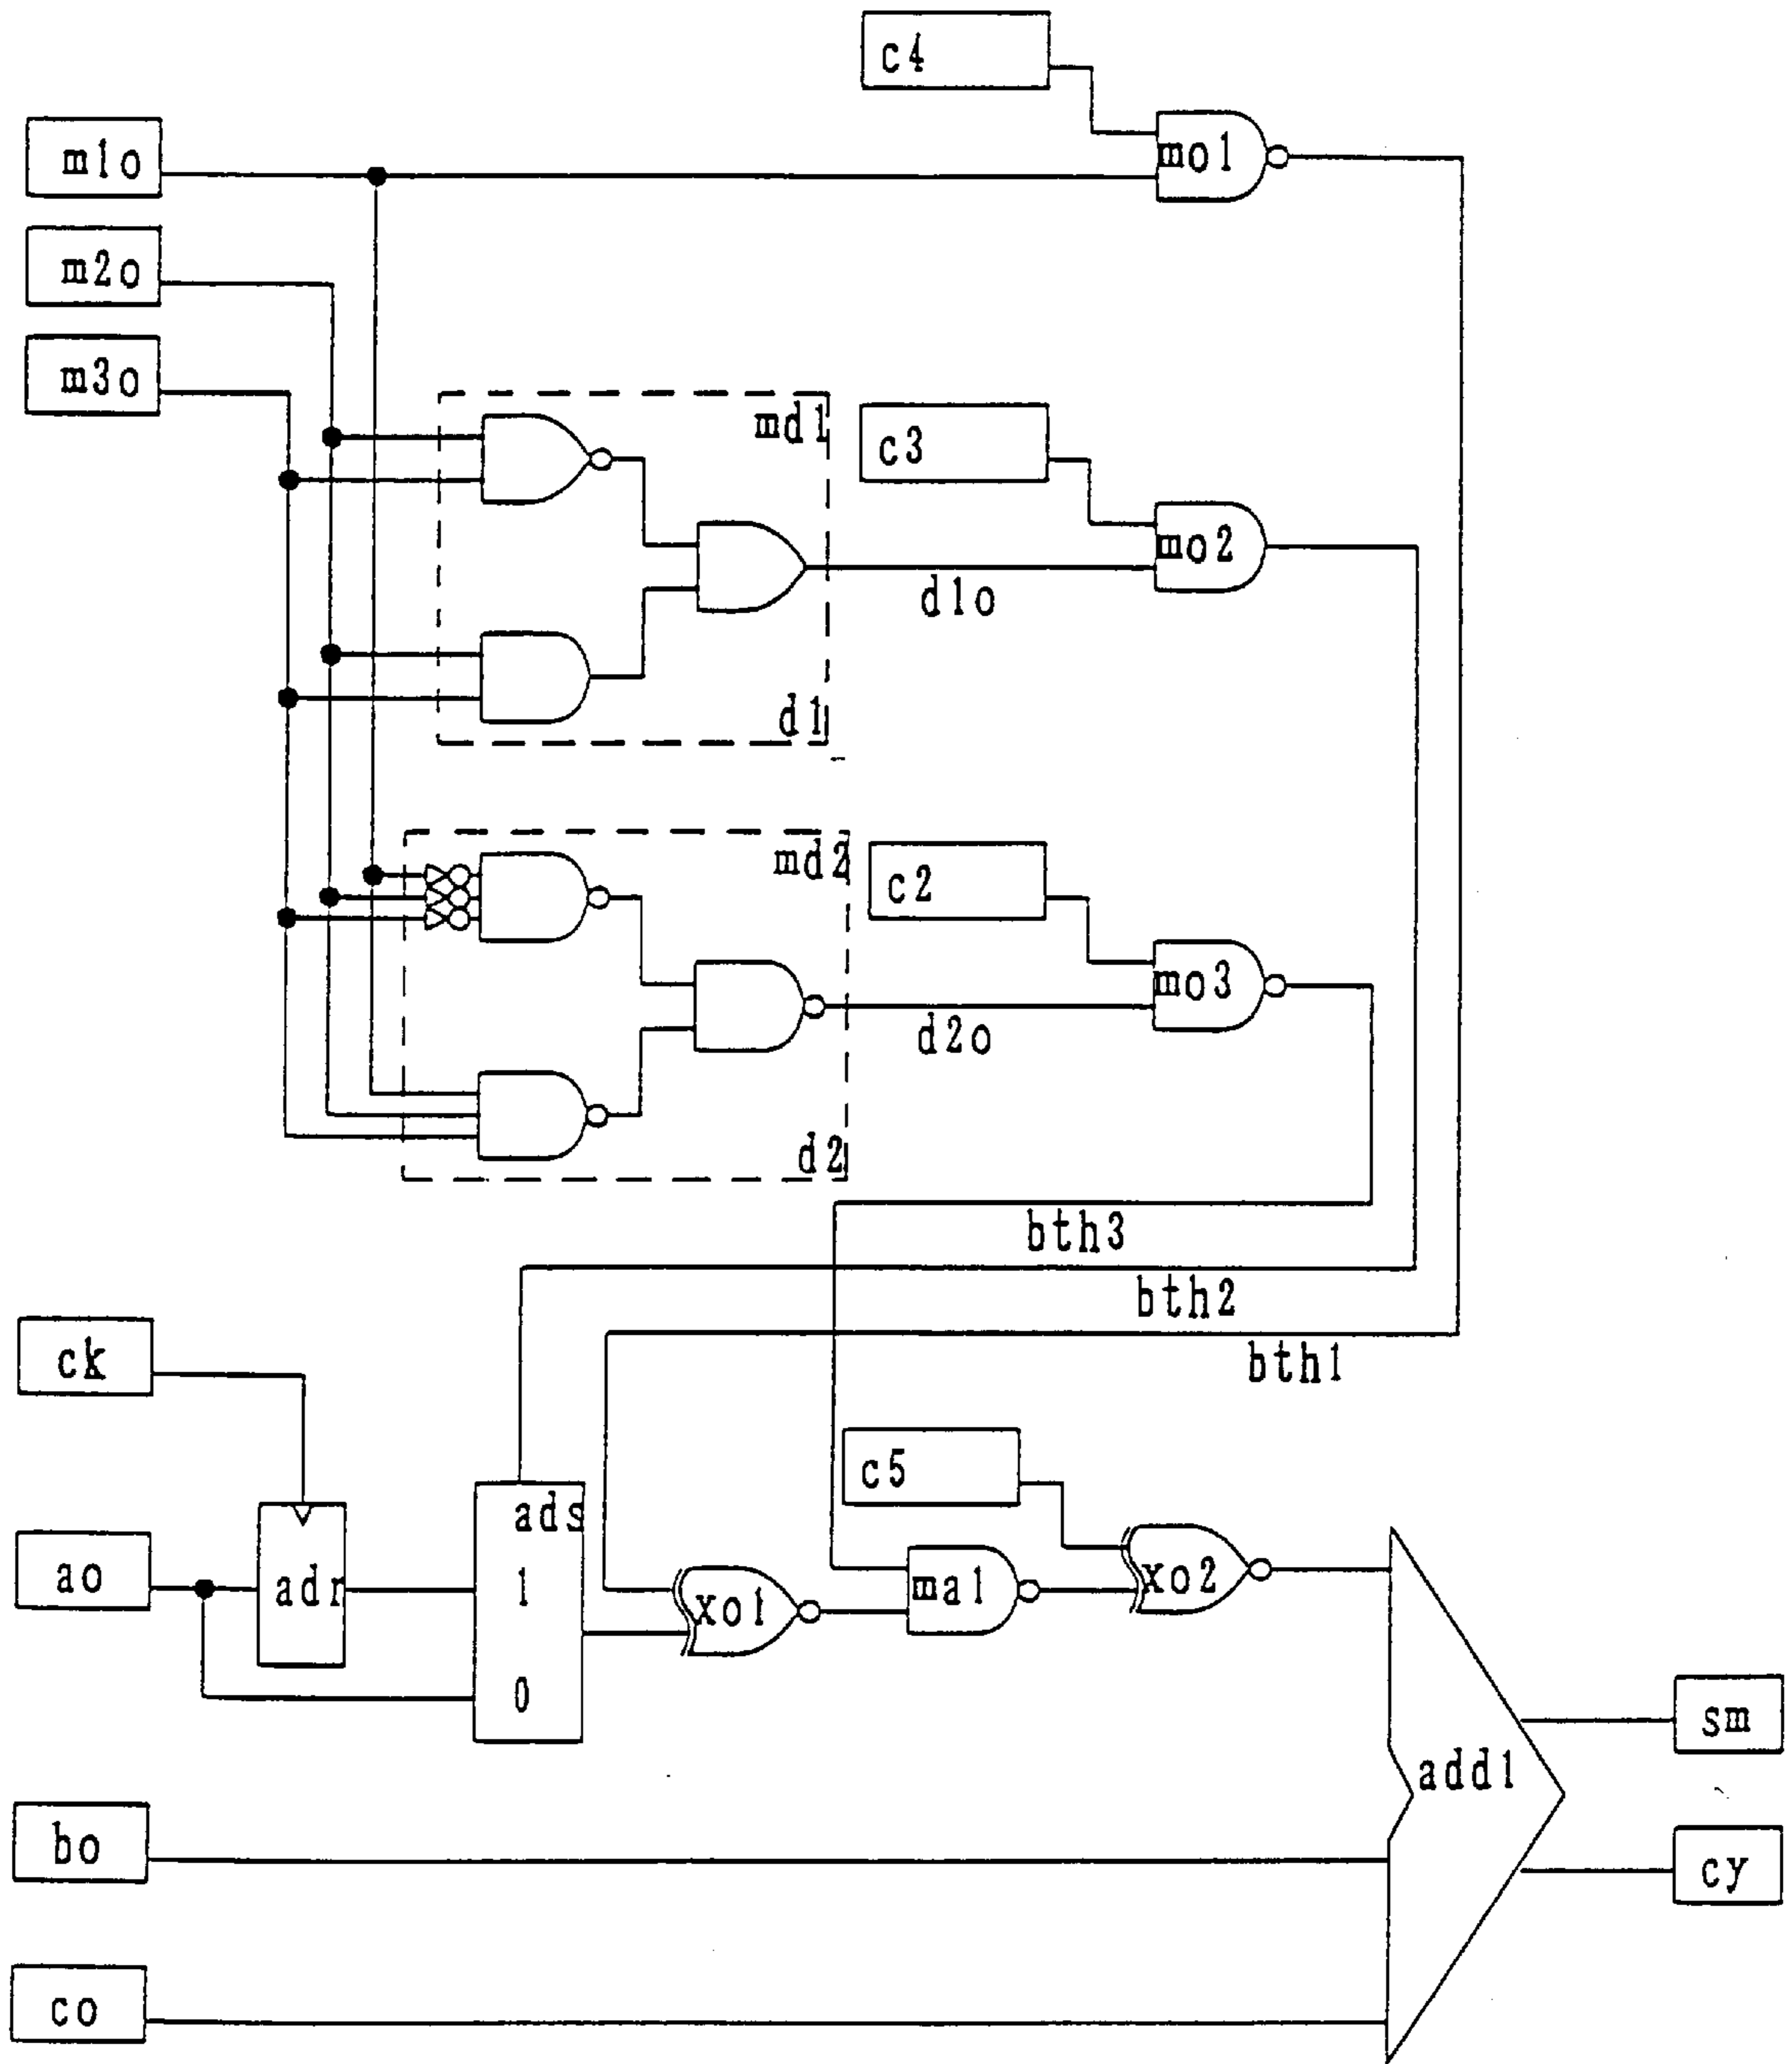 c4
m1o
mo1
m2o
m3o
md1
c3
mo2
d1o
d1
md2
c2
mo3
d2o
d2
bth3
bth2
bth1
ck
c5
ads
ao
adr
1
xo1
ma1
xo2
0
sm
add1
bo
cy
co